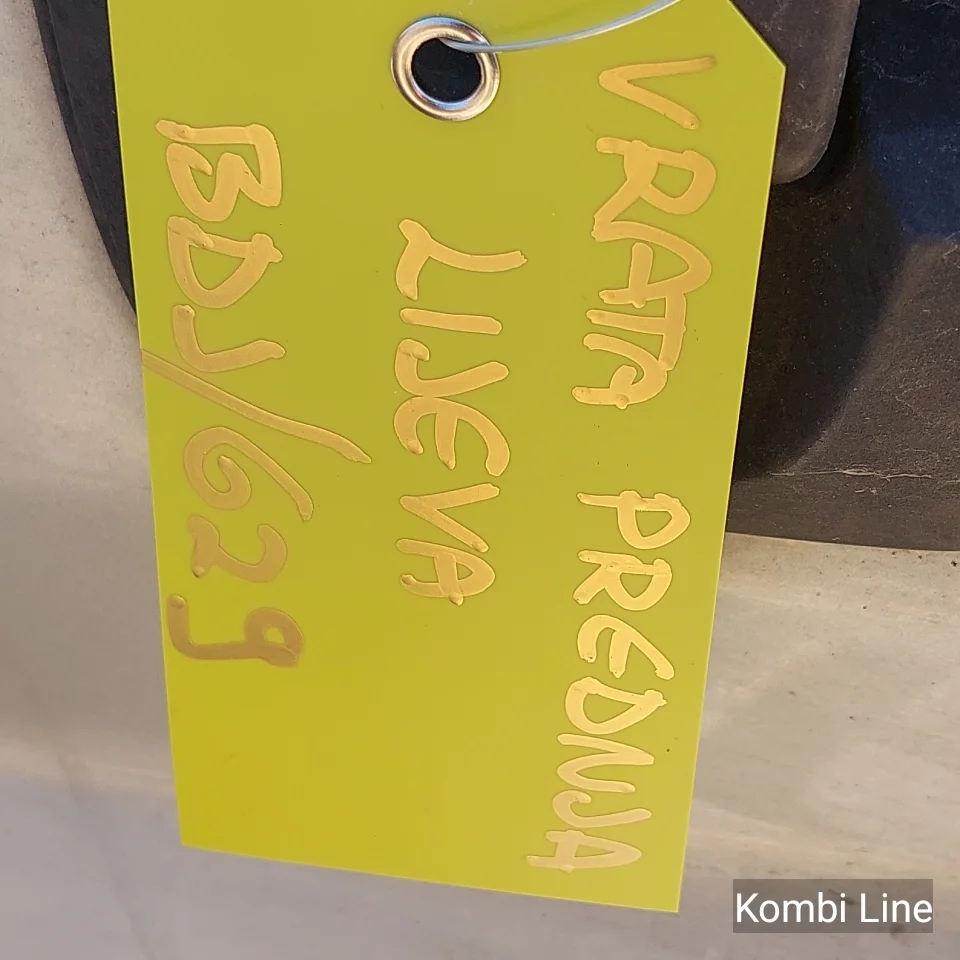 VRATA PREDNJA
LIJEVA
BDJ/629
Kombi Line